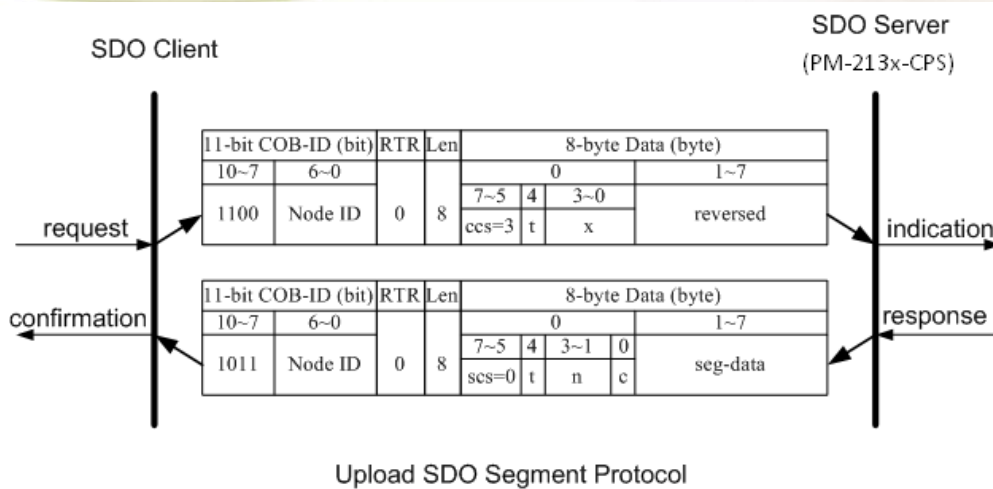 SDO Client
SDO Server
(PM-213x-CPS)
11-bit COB-ID (bit) RTR Len 8-byte Data (byte)
10~7 6~0 0 1~7
7~5 4 3~0
1100 Node ID 0 8 reversed
ccs=3 t x
request
indication
11-bit COB-ID (bit) RTR Len 8-byte Data (byte)
10~7 6~0 0 1~7
7~5 4 3~1 0
1011 Node ID 0 8 seg-data
scs=0 t n c
confirmation
response
Upload SDO Segment Protocol